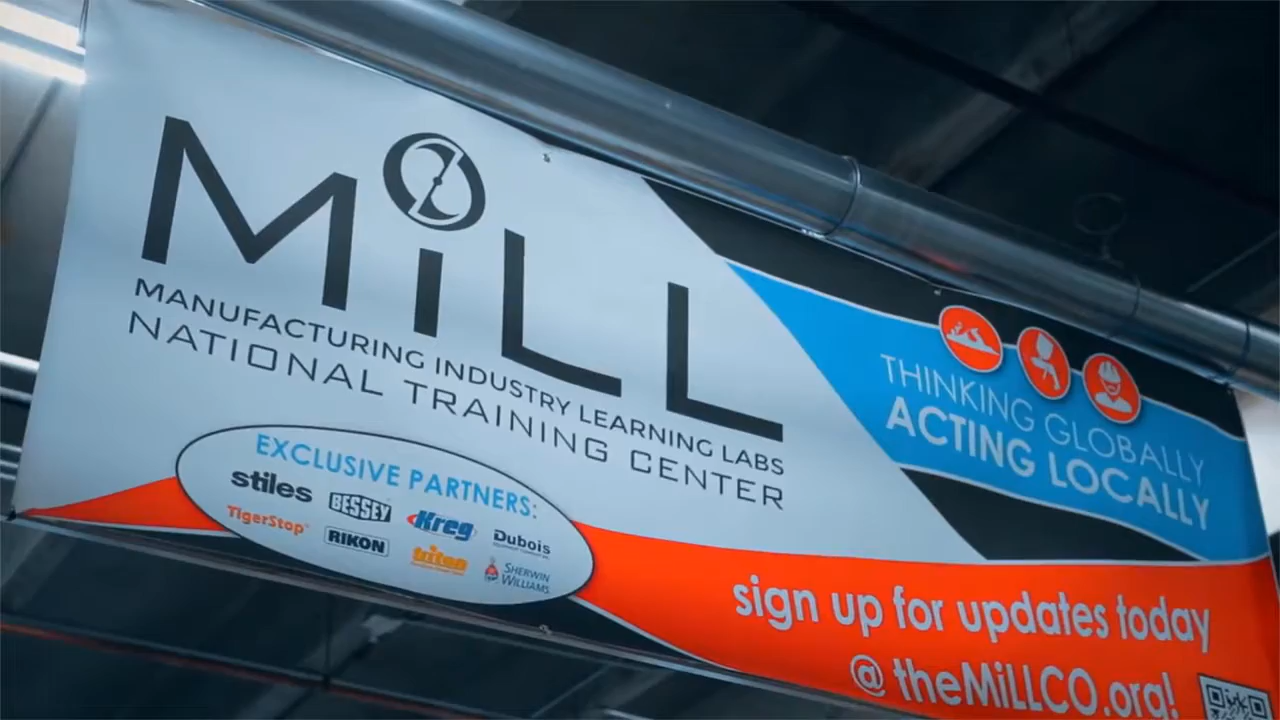 MiLL
MANUFACTURING INDUSTRY LEARNING LABS
NATIONAL TRAINING CENTER
EXCLUSIVE PARTNERS:
stiles BESSEY Kreg Dubois
TigerStop RIKON triton SHERWIN WILLIAMS
THINKING GLOBALLY
ACTING LOCALLY
sign up for updates today
@ theMiLLCO.org!